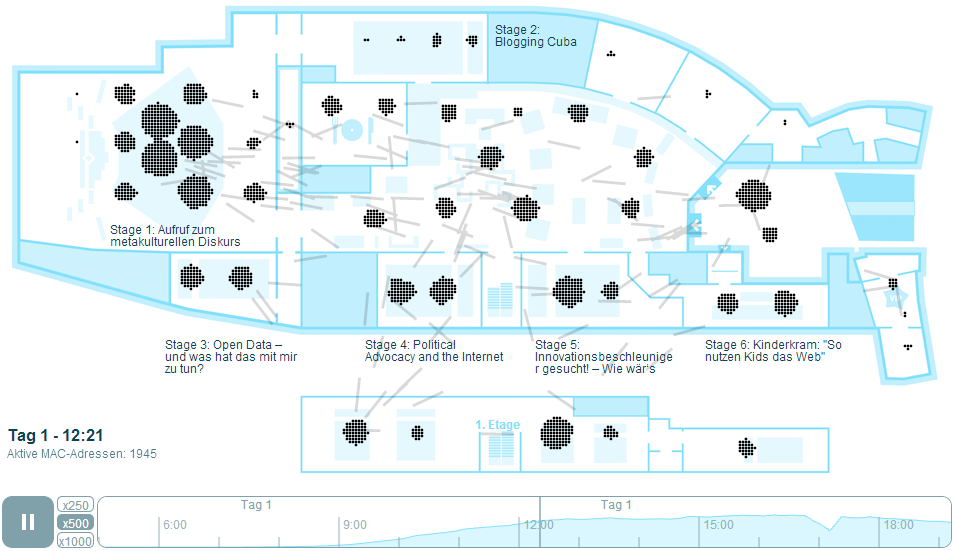 Stage 2:
Blogging Cuba
Stage 1: Aufruf zum
metakulturellen Diskurs
Stage 3: Open Data –
und was hat das mit mir
zu tun?
Stage 4: Political
Advocacy and the Internet
Stage 5:
Innovationsbeschleunige
r gesucht! – Wie wär's
Stage 6: Kinderkram: "So
nutzen Kids das Web"
1. Etage
Tag 1 - 12:21
Aktive MAC-Adressen: 1945
x250
x500
x1000
Tag 1
Tag 1
6:00
9:00
12:00
15:00
18:00